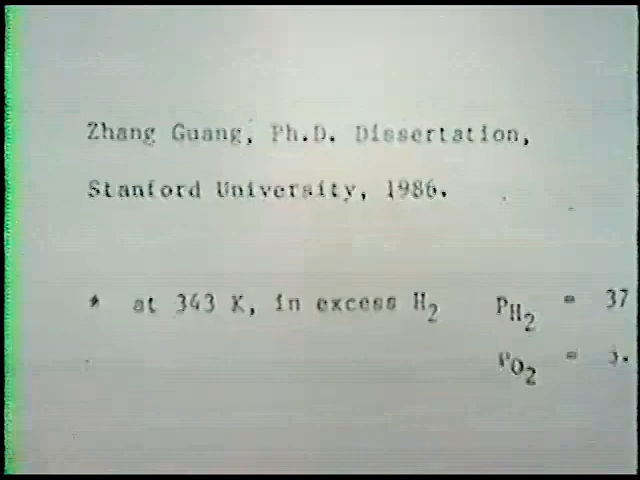 Zhang Guang, Ph.D. Dissertation,
Stanford University, 1986.
* at 343 K, in excess H2 PH2 = 37
PO2 = 3.